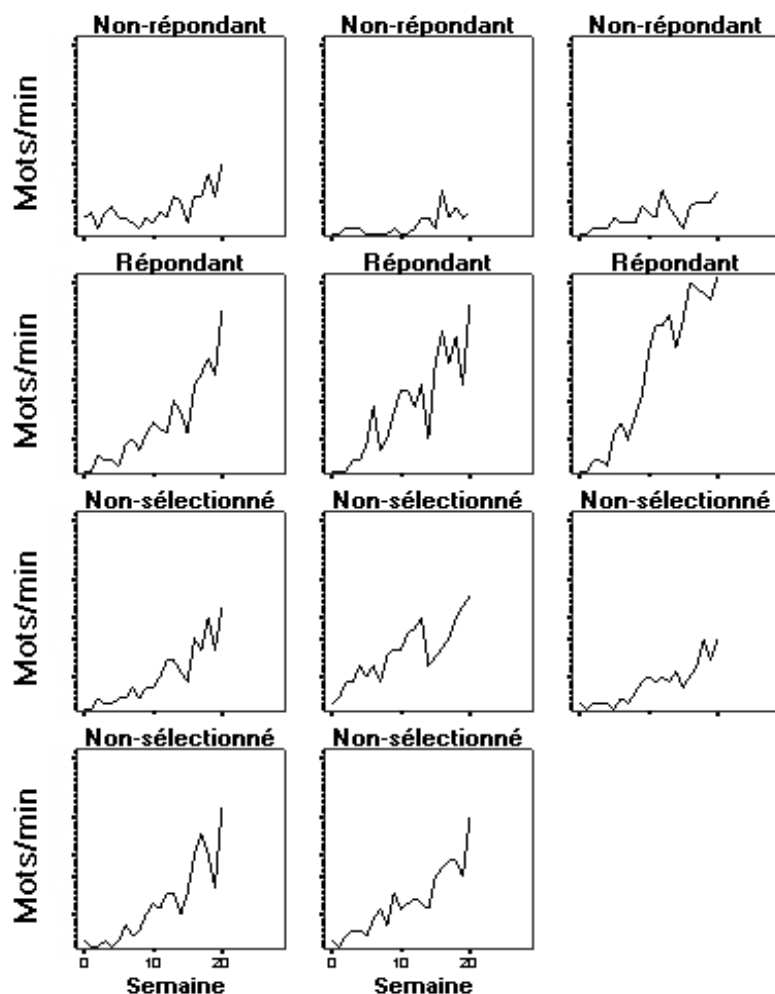 Non-répondant Non-répondant Non-répondant
Mots/min
Répondant Répondant Répondant
Mots/min
Non-sélectionné Non-sélectionné Non-sélectionné
Mots/min
Non-sélectionné Non-sélectionné
Mots/min
0 10 20 0 10 20
Semaine Semaine